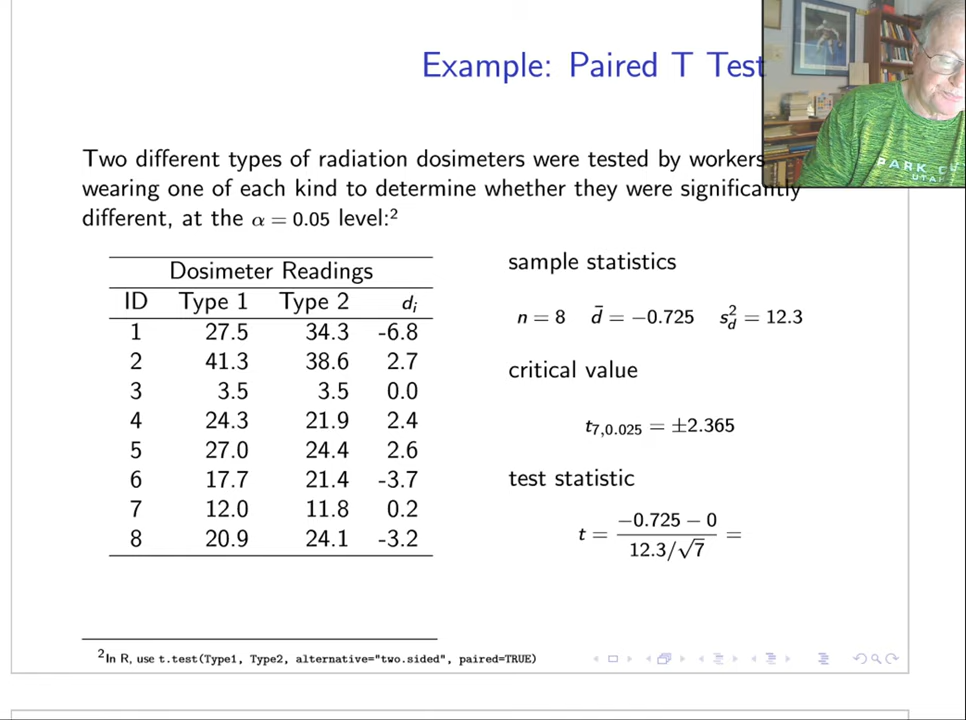 Example: Paired T Test
Two different types of radiation dosimeters were tested by workers
wearing one of each kind to determine whether they were significantly
different, at the α = 0.05 level:²
Dosimeter Readings
ID Type 1 Type 2 dᵢ
1 27.5 34.3 -6.8
2 41.3 38.6 2.7
3 3.5 3.5 0.0
4 24.3 21.9 2.4
5 27.0 24.4 2.6
6 17.7 21.4 -3.7
7 12.0 11.8 0.2
8 20.9 24.1 -3.2
sample statistics
n = 8 d̄ = −0.725 s²_d = 12.3
critical value
t₇,₀.₀₂₅ = ±2.365
test statistic
t = (−0.725 − 0) / (12.3/√7) =
²In R, use t.test(Type1, Type2, alternative="two.sided", paired=TRUE)
PARK C
UTAH